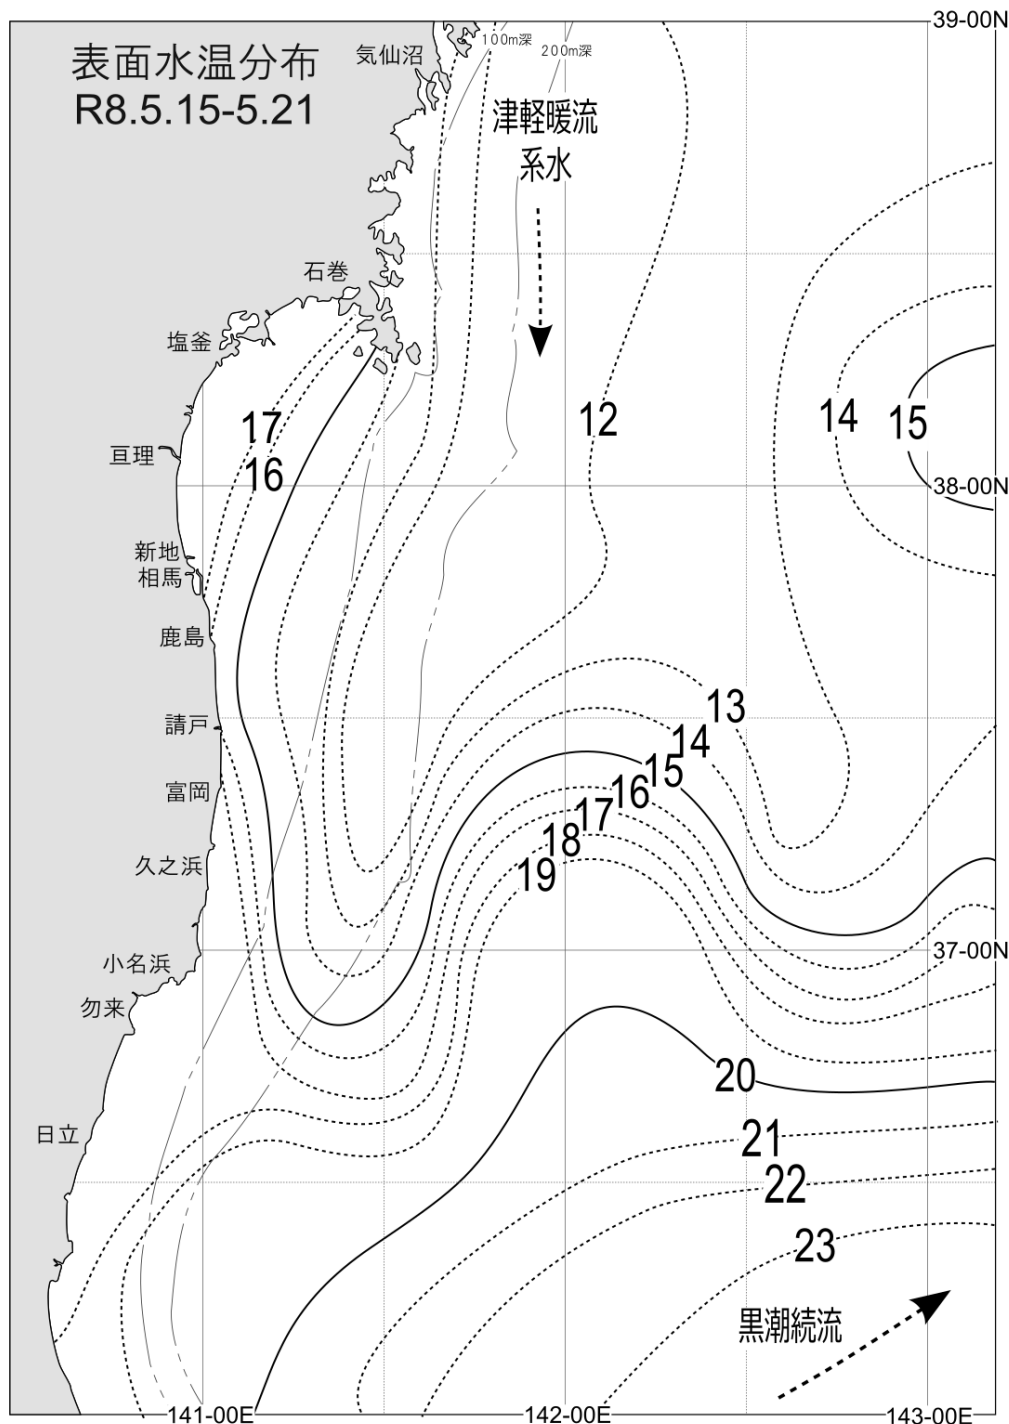 39-00N
表面水温分布
R8.5.15-5.21
気仙沼
100m深
200m深
津軽暖流
系水
石巻
塩釜
亘理
新地
相馬
鹿島
請戸
富岡
久之浜
小名浜
勿来
日立
17
16
12
14
15
38-00N
13
14
15
16
17
18
19
37-00N
20
21
22
23
黒潮続流
141-00E
142-00E
143-00E